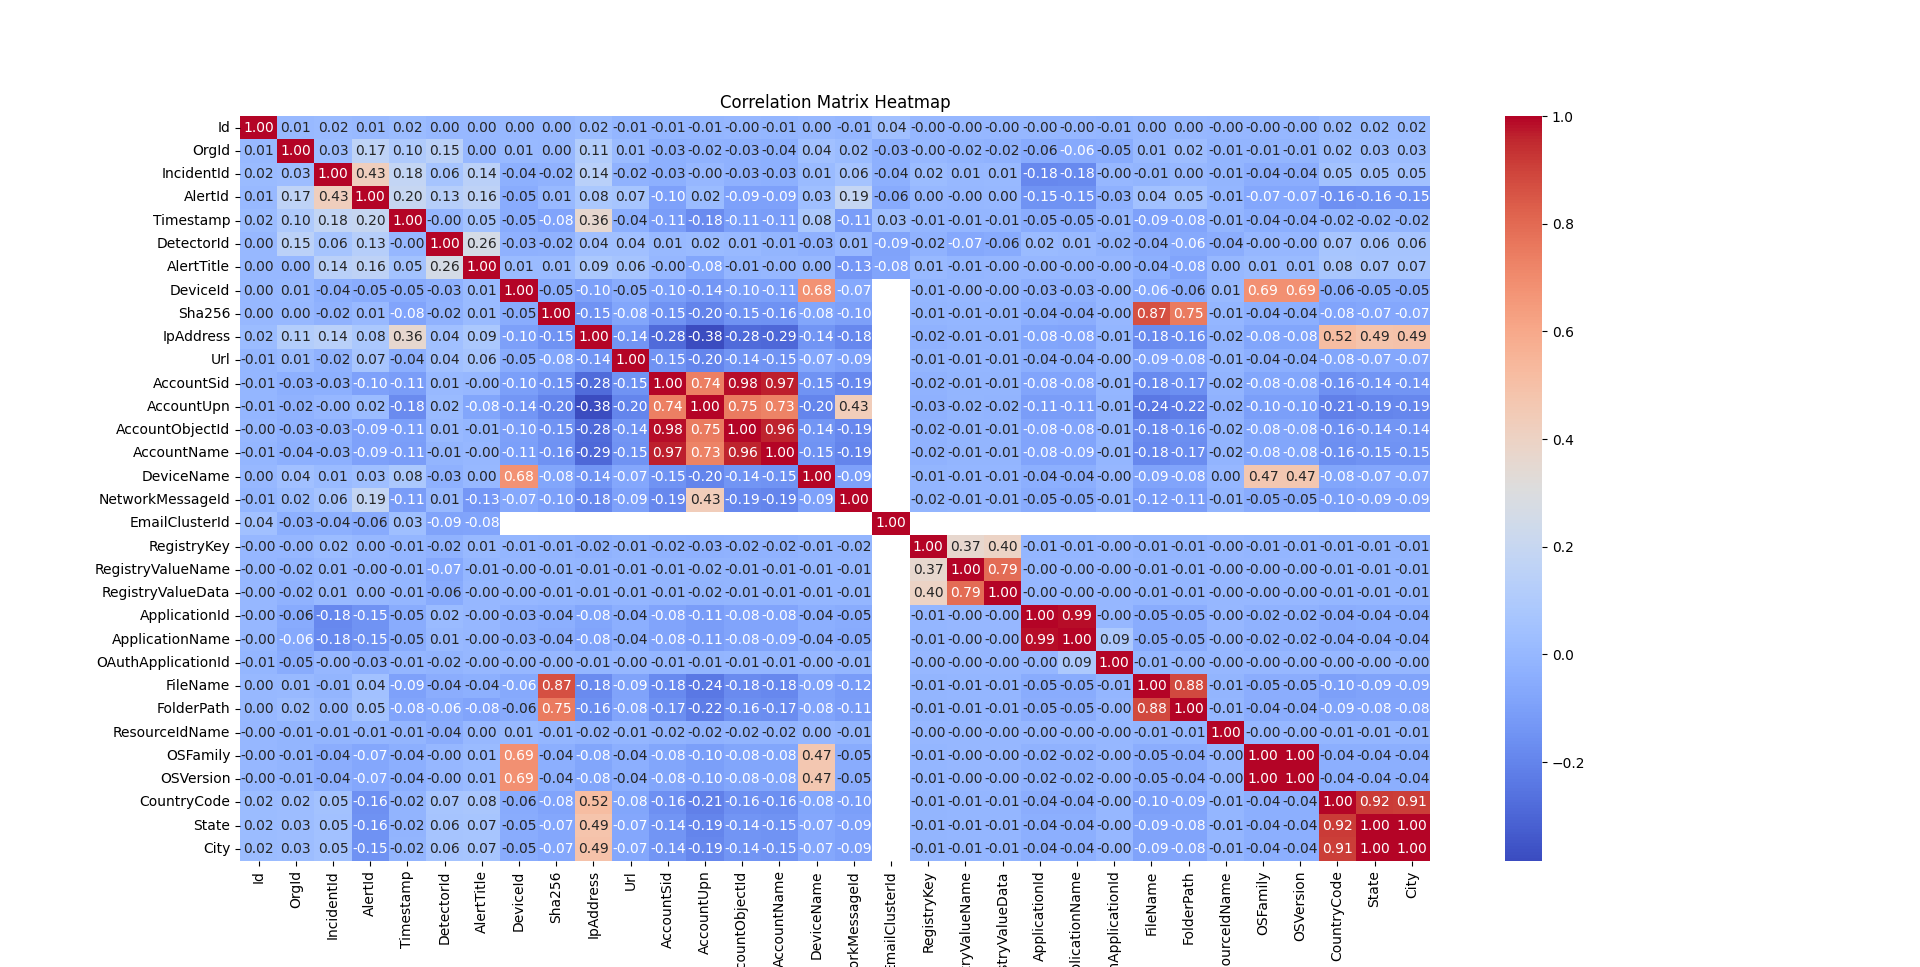 Correlation Matrix Heatmap
Id 1.00 0.01 0.02 0.01 0.02 0.00 0.00 0.00 0.00 0.02 -0.01 -0.01 -0.01 -0.00 -0.01 0.00 -0.01 0.04 -0.00 -0.00 -0.00 -0.00 -0.00 -0.01 0.00 0.00 -0.00 -0.00 -0.00 0.02 0.02 0.02
OrgId 0.01 1.00 0.03 0.17 0.10 0.15 0.00 0.01 0.00 0.11 0.01 -0.03 -0.02 -0.03 -0.04 0.04 0.02 -0.03 -0.00 -0.02 -0.02 -0.06 -0.06 -0.05 0.01 0.02 -0.01 -0.01 -0.01 0.02 0.03 0.03
IncidentId 0.02 0.03 1.00 0.43 0.18 0.06 0.14 -0.04 -0.02 0.14 -0.02 -0.03 -0.00 -0.03 -0.03 0.01 0.06 -0.04 0.02 0.01 0.01 -0.18 -0.18 -0.00 -0.01 0.00 -0.01 -0.04 -0.04 0.05 0.05 0.05
AlertId 0.01 0.17 0.43 1.00 0.20 0.13 0.16 -0.05 0.01 0.08 0.07 -0.10 0.02 -0.09 -0.09 0.03 0.19 -0.06 0.00 -0.00 0.00 -0.15 -0.15 -0.03 0.04 0.05 -0.01 -0.07 -0.07 -0.16 -0.16 -0.15
Timestamp 0.02 0.10 0.18 0.20 1.00 -0.00 0.05 -0.05 -0.08 0.36 -0.04 -0.11 -0.18 -0.11 -0.11 0.08 -0.11 0.03 -0.01 -0.01 -0.01 -0.05 -0.05 -0.01 -0.09 -0.08 -0.01 -0.04 -0.04 -0.02 -0.02 -0.02
DetectorId 0.00 0.15 0.06 0.13 -0.00 1.00 0.26 -0.03 -0.02 0.04 0.04 0.01 0.02 0.01 -0.01 -0.03 0.01 -0.09 -0.02 -0.07 -0.06 0.02 0.01 -0.02 -0.04 -0.06 -0.04 -0.00 -0.00 0.07 0.06 0.06
AlertTitle 0.00 0.00 0.14 0.16 0.05 0.26 1.00 0.01 0.01 0.09 0.06 -0.00 -0.08 -0.01 -0.00 0.00 -0.13 -0.08 0.01 -0.01 -0.00 -0.00 -0.00 -0.00 -0.04 -0.08 0.00 0.01 0.01 0.08 0.07 0.07
DeviceId 0.00 0.01 -0.04 -0.05 -0.05 -0.03 0.01 1.00 -0.05 -0.10 -0.05 -0.10 -0.14 -0.10 -0.11 0.68 -0.07 -0.01 -0.00 -0.00 -0.03 -0.03 -0.00 -0.06 -0.06 0.01 0.69 0.69 -0.06 -0.05 -0.05
Sha256 0.00 0.00 -0.02 0.01 -0.08 -0.02 0.01 -0.05 1.00 -0.15 -0.08 -0.15 -0.20 -0.15 -0.16 -0.08 -0.10 -0.01 -0.01 -0.01 -0.04 -0.04 -0.00 0.87 0.75 -0.01 -0.04 -0.04 -0.08 -0.07 -0.07
IpAddress 0.02 0.11 0.14 0.08 0.36 0.04 0.09 -0.10 -0.15 1.00 -0.14 -0.28 -0.38 -0.28 -0.29 -0.14 -0.18 -0.02 -0.01 -0.01 -0.08 -0.08 -0.01 -0.18 -0.16 -0.02 -0.08 -0.08 0.52 0.49 0.49
Url -0.01 0.01 -0.02 0.07 -0.04 0.04 0.06 -0.05 -0.08 -0.14 1.00 -0.15 -0.20 -0.14 -0.15 -0.07 -0.09 -0.01 -0.01 -0.01 -0.04 -0.04 -0.00 -0.09 -0.08 -0.01 -0.04 -0.04 -0.08 -0.07 -0.07
AccountSid -0.01 -0.03 -0.03 -0.10 -0.11 0.01 -0.00 -0.10 -0.15 -0.28 -0.15 1.00 0.74 0.98 0.97 -0.15 -0.19 -0.02 -0.01 -0.01 -0.08 -0.08 -0.01 -0.18 -0.17 -0.02 -0.08 -0.08 -0.16 -0.14 -0.14
AccountUpn -0.01 -0.02 -0.00 0.02 -0.18 0.02 -0.08 -0.14 -0.20 -0.38 -0.20 0.74 1.00 0.75 0.73 -0.20 0.43 -0.03 -0.02 -0.02 -0.11 -0.11 -0.01 -0.24 -0.22 -0.02 -0.10 -0.10 -0.21 -0.19 -0.19
AccountObjectId -0.00 -0.03 -0.03 -0.09 -0.11 0.01 -0.01 -0.10 -0.15 -0.28 -0.14 0.98 0.75 1.00 0.96 -0.14 -0.19 -0.02 -0.01 -0.01 -0.08 -0.08 -0.01 -0.18 -0.16 -0.02 -0.08 -0.08 -0.16 -0.14 -0.14
AccountName -0.01 -0.04 -0.03 -0.09 -0.11 -0.01 -0.00 -0.11 -0.16 -0.29 -0.15 0.97 0.73 0.96 1.00 -0.15 -0.19 -0.02 -0.01 -0.01 -0.08 -0.09 -0.01 -0.18 -0.17 -0.02 -0.08 -0.08 -0.16 -0.15 -0.15
DeviceName 0.00 0.04 0.01 0.03 0.08 -0.03 0.00 0.68 -0.08 -0.14 -0.07 -0.15 -0.20 -0.14 -0.15 1.00 -0.09 -0.01 -0.01 -0.01 -0.04 -0.04 -0.00 -0.09 -0.08 0.00 0.47 0.47 -0.08 -0.07 -0.07
NetworkMessageId -0.01 0.02 0.06 0.19 -0.11 0.01 -0.13 -0.07 -0.10 -0.18 -0.09 -0.19 0.43 -0.19 -0.19 -0.09 1.00 -0.02 -0.01 -0.01 -0.05 -0.05 -0.01 -0.12 -0.11 -0.01 -0.05 -0.05 -0.10 -0.09 -0.09
EmailClusterId 0.04 -0.03 -0.04 -0.06 0.03 -0.09 -0.08 1.00
RegistryKey -0.00 -0.00 0.02 0.00 -0.01 -0.02 0.01 -0.01 -0.01 -0.02 -0.01 -0.02 -0.03 -0.02 -0.02 -0.01 -0.02 1.00 0.37 0.40 -0.01 -0.01 -0.00 -0.01 -0.01 -0.00 -0.01 -0.01 -0.01 -0.01 -0.01
RegistryValueName -0.00 -0.02 0.01 -0.00 -0.01 -0.07 -0.01 -0.00 -0.01 -0.01 -0.01 -0.01 -0.02 -0.01 -0.01 -0.01 -0.01 0.37 1.00 0.79 -0.00 -0.00 -0.00 -0.01 -0.01 -0.00 -0.00 -0.00 -0.01 -0.01 -0.01
RegistryValueData -0.00 -0.02 0.01 0.00 -0.01 -0.06 -0.00 -0.00 -0.01 -0.01 -0.01 -0.01 -0.02 -0.01 -0.01 -0.01 -0.01 0.40 0.79 1.00 -0.00 -0.00 -0.00 -0.01 -0.01 -0.00 -0.00 -0.00 -0.01 -0.01 -0.01
ApplicationId -0.00 -0.06 -0.18 -0.15 -0.05 0.02 -0.00 -0.03 -0.04 -0.08 -0.04 -0.08 -0.11 -0.08 -0.08 -0.04 -0.05 -0.01 -0.00 -0.00 1.00 0.99 -0.00 -0.05 -0.05 -0.00 -0.02 -0.02 -0.04 -0.04 -0.04
ApplicationName -0.00 -0.06 -0.18 -0.15 -0.05 0.01 -0.00 -0.03 -0.04 -0.08 -0.04 -0.08 -0.11 -0.08 -0.09 -0.04 -0.05 -0.01 -0.00 -0.00 0.99 1.00 0.09 -0.05 -0.05 -0.00 -0.02 -0.02 -0.04 -0.04 -0.04
OAuthApplicationId -0.01 -0.05 -0.00 -0.03 -0.01 -0.02 -0.00 -0.00 -0.00 -0.01 -0.00 -0.01 -0.01 -0.01 -0.01 -0.00 -0.01 -0.00 -0.00 -0.00 -0.00 0.09 1.00 -0.01 -0.00 -0.00 -0.00 -0.00 -0.00 -0.00 -0.00
FileName 0.00 0.01 -0.01 0.04 -0.09 -0.04 -0.04 -0.06 0.87 -0.18 -0.09 -0.18 -0.24 -0.18 -0.18 -0.09 -0.12 -0.01 -0.01 -0.01 -0.05 -0.05 -0.01 1.00 0.88 -0.01 -0.05 -0.05 -0.10 -0.09 -0.09
FolderPath 0.00 0.02 0.00 0.05 -0.08 -0.06 -0.08 -0.06 0.75 -0.16 -0.08 -0.17 -0.22 -0.16 -0.17 -0.08 -0.11 -0.01 -0.01 -0.01 -0.05 -0.05 -0.00 0.88 1.00 -0.01 -0.04 -0.04 -0.09 -0.08 -0.08
ResourceIdName -0.00 -0.01 -0.01 -0.01 -0.01 -0.04 0.00 0.01 -0.01 -0.02 -0.01 -0.02 -0.02 -0.02 -0.02 0.00 -0.01 -0.00 -0.00 -0.00 -0.00 -0.00 -0.00 -0.01 -0.01 1.00 -0.00 -0.00 -0.01 -0.01 -0.01
OSFamily -0.00 -0.01 -0.04 -0.07 -0.04 -0.00 0.01 0.69 -0.04 -0.08 -0.04 -0.08 -0.10 -0.08 -0.08 0.47 -0.05 -0.01 -0.00 -0.00 -0.02 -0.02 -0.00 -0.05 -0.04 -0.00 1.00 1.00 -0.04 -0.04 -0.04
OSVersion -0.00 -0.01 -0.04 -0.07 -0.04 -0.00 0.01 0.69 -0.04 -0.08 -0.04 -0.08 -0.10 -0.08 -0.08 0.47 -0.05 -0.01 -0.00 -0.00 -0.02 -0.02 -0.00 -0.05 -0.04 -0.00 1.00 1.00 -0.04 -0.04 -0.04
CountryCode 0.02 0.02 0.05 -0.16 -0.02 0.07 0.08 -0.06 -0.08 0.52 -0.08 -0.16 -0.21 -0.16 -0.16 -0.08 -0.10 -0.01 -0.01 -0.01 -0.04 -0.04 -0.00 -0.10 -0.09 -0.01 -0.04 -0.04 1.00 0.92 0.91
State 0.02 0.03 0.05 -0.16 -0.02 0.06 0.07 -0.05 -0.07 0.49 -0.07 -0.14 -0.19 -0.14 -0.15 -0.07 -0.09 -0.01 -0.01 -0.01 -0.04 -0.04 -0.00 -0.09 -0.08 -0.01 -0.04 -0.04 0.92 1.00 1.00
City 0.02 0.03 0.05 -0.15 -0.02 0.06 0.07 -0.05 -0.07 0.49 -0.07 -0.14 -0.19 -0.14 -0.15 -0.07 -0.09 -0.01 -0.01 -0.01 -0.04 -0.04 -0.00 -0.09 -0.08 -0.01 -0.04 -0.04 0.91 1.00 1.00
Id
OrgId
IncidentId
AlertId
Timestamp
DetectorId
AlertTitle
DeviceId
Sha256
IpAddress
Url
AccountSid
AccountUpn
countObjectId
AccountName
DeviceName
orkMessageId
EmailClusterId
RegistryKey
tryValueName
stryValueData
ApplicationId
plicationName
nApplicationId
FileName
FolderPath
ourceIdName
OSFamily
OSVersion
CountryCode
State
City
1.0
0.8
0.6
0.4
0.2
0.0
−0.2